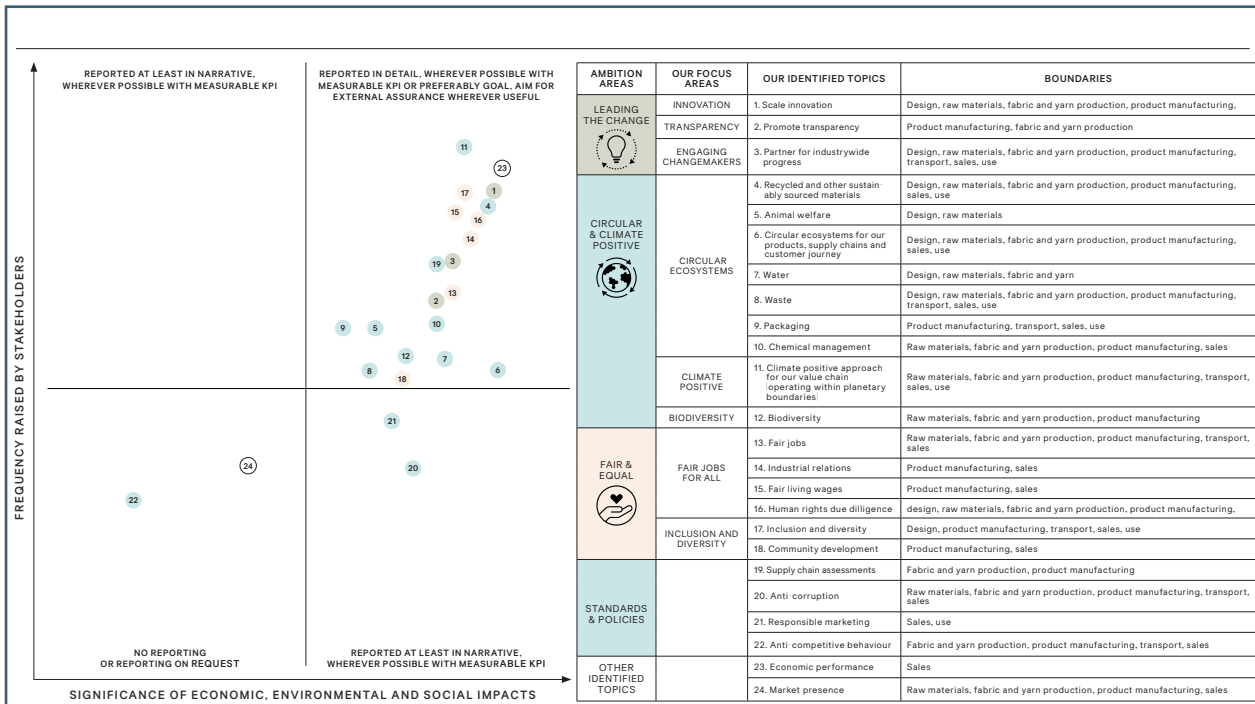 REPORTED AT LEAST IN NARRATIVE,
WHEREVER POSSIBLE WITH MEASURABLE KPI
REPORTED IN DETAIL, WHEREVER POSSIBLE WITH
MEASURABLE KPI OR PREFERABLY GOAL, AIM FOR
EXTERNAL ASSURANCE WHEREVER USEFUL
11
23
17
1
4
15
16
14
19
3
13
2
10
9
5
12
7
8
6
18
21
24
20
22
NO REPORTING
OR REPORTING ON REQUEST
REPORTED AT LEAST IN NARRATIVE,
WHEREVER POSSIBLE WITH MEASURABLE KPI
FREQUENCY RAISED BY STAKEHOLDERS
SIGNIFICANCE OF ECONOMIC, ENVIRONMENTAL AND SOCIAL IMPACTS
AMBITION
AREAS
OUR FOCUS
AREAS
OUR IDENTIFIED TOPICS
BOUNDARIES
LEADING
THE CHANGE
INNOVATION
1. Scale innovation
Design, raw materials, fabric and yarn production, product manufacturing,
TRANSPARENCY
2. Promote transparency
Product manufacturing, fabric and yarn production
ENGAGING
CHANGEMAKERS
3. Partner for industrywide
progress
Design, raw materials, fabric and yarn production, product manufacturing,
transport, sales, use
CIRCULAR
& CLIMATE
POSITIVE
CIRCULAR
ECOSYSTEMS
4. Recycled and other sustain-
ably sourced materials
Design, raw materials, fabric and yarn production, product manufacturing,
sales, use
5. Animal welfare
Design, raw materials
6. Circular ecosystems for our
products, supply chains and
customer journey
Design, raw materials, fabric and yarn production, product manufacturing,
sales, use
7. Water
Design, raw materials, fabric and yarn
8. Waste
Design, raw materials, fabric and yarn production, product manufacturing,
transport, sales, use
9. Packaging
Product manufacturing, transport, sales, use
10. Chemical management
Raw materials, fabric and yarn production, product manufacturing, sales
CLIMATE
POSITIVE
11. Climate positive approach
for our value chain
(operating within planetary
boundaries)
Raw materials, fabric and yarn production, product manufacturing, transport,
sales, use
BIODIVERSITY
12. Biodiversity
Raw materials, fabric and yarn production, product manufacturing
FAIR &
EQUAL
FAIR JOBS
FOR ALL
13. Fair jobs
Raw materials, fabric and yarn production, product manufacturing, transport,
sales
14. Industrial relations
Product manufacturing, sales
15. Fair living wages
Product manufacturing, sales
16. Human rights due dilligence
design, raw materials, fabric and yarn production, product manufacturing,
INCLUSION AND
DIVERSITY
17. Inclusion and diversity
Design, product manufacturing, transport, sales, use
18. Community development
Product manufacturing, sales
STANDARDS
& POLICIES
19. Supply chain assessments
Fabric and yarn production, product manufacturing
20. Anti-corruption
Raw materials, fabric and yarn production, product manufacturing, transport,
sales
21. Responsible marketing
Sales, use
22. Anti-competitive behaviour
Fabric and yarn production, product manufacturing, transport, sales
OTHER
IDENTIFIED
TOPICS
23. Economic performance
Sales
24. Market presence
Raw materials, fabric and yarn production, product manufacturing, sales